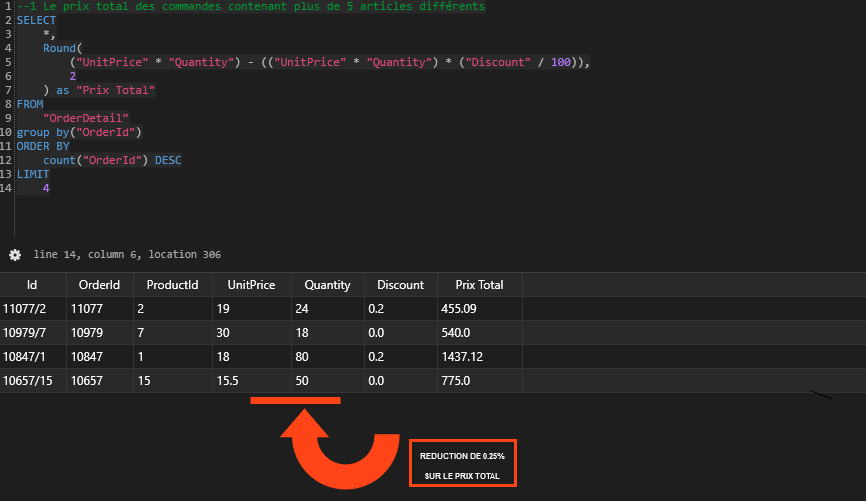 1 --1 Le prix total des commandes contenant plus de 5 articles différents
2 SELECT
3 *,
4 Round(
5 ("UnitPrice" * "Quantity") - (("UnitPrice" * "Quantity") * ("Discount" / 100)),
6 2
7 ) as "Prix Total"
8 FROM
9 "OrderDetail"
10 group by("OrderId")
11 ORDER BY
12 count("OrderId") DESC
13 LIMIT
14 4
line 14, column 6, location 306
Id OrderId ProductId UnitPrice Quantity Discount Prix Total
11077/2 11077 2 19 24 0.2 455.09
10979/7 10979 7 30 18 0.0 540.0
10847/1 10847 1 18 80 0.2 1437.12
10657/15 10657 15 15.5 50 0.0 775.0
REDUCTION DE 0.25%
SUR LE PRIX TOTAL